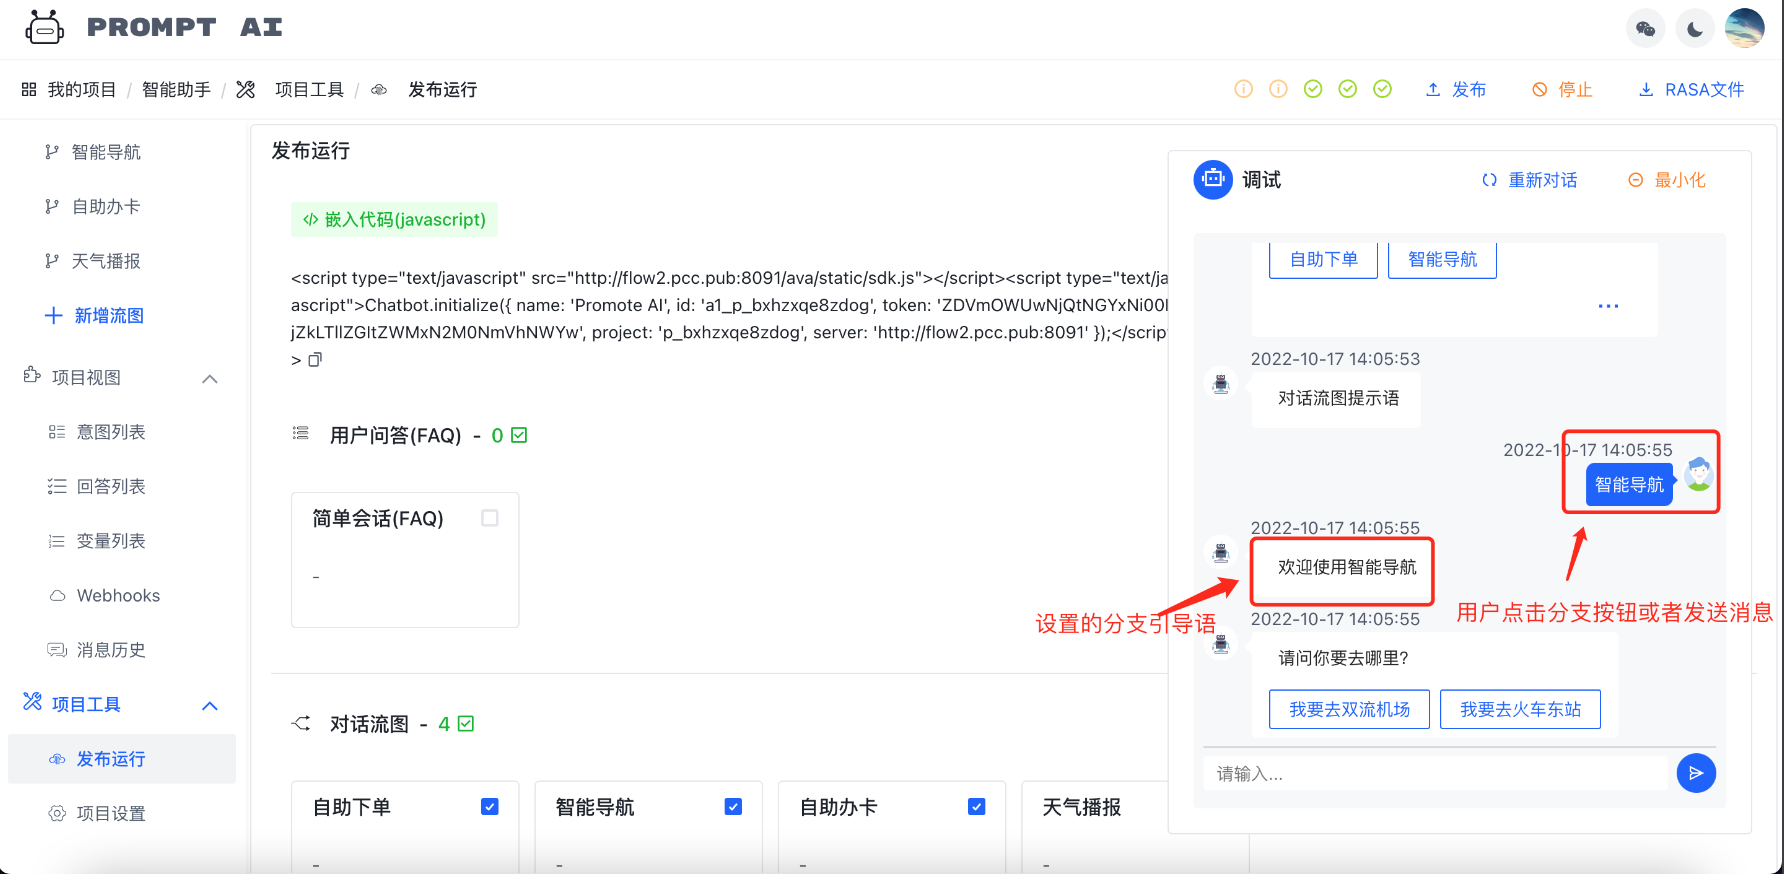 PROMPT AI
我的项目 / 智能助手 / 项目工具 / 发布运行
发布
停止
RASA文件
智能导航
自助办卡
天气播报
新增流图
项目视图
意图列表
回答列表
变量列表
Webhooks
消息历史
项目工具
发布运行
项目设置
发布运行
</> 嵌入代码(javascript)
<script type="text/javascript" src="http://flow2.pcc.pub:8091/ava/static/sdk.js"></script><script type="text/ja
ascript">Chatbot.initialize({ name: 'Promote AI', id: 'a1_p_bxhzxqe8zdog', token: 'ZDVmOWUwNjQtNGYxNi00
jZkLTllZGItZWMxN2M0NmVhNWYw', project: 'p_bxhzxqe8zdog', server: 'http://flow2.pcc.pub:8091' });</scrip
>
用户问答(FAQ) - 0
简单会话(FAQ)
-
对话流图 - 4
自助下单
-
智能导航
-
自助办卡
-
天气播报
-
调试
重新对话
最小化
自助下单
智能导航
...
2022-10-17 14:05:53
对话流图提示语
2022-10-17 14:05:55
智能导航
2022-10-17 14:05:55
欢迎使用智能导航
设置的分支引导语
用户点击分支按钮或者发送消息
2022-10-17 14:05:55
请问你要去哪里?
我要去双流机场
我要去火车东站
请输入...